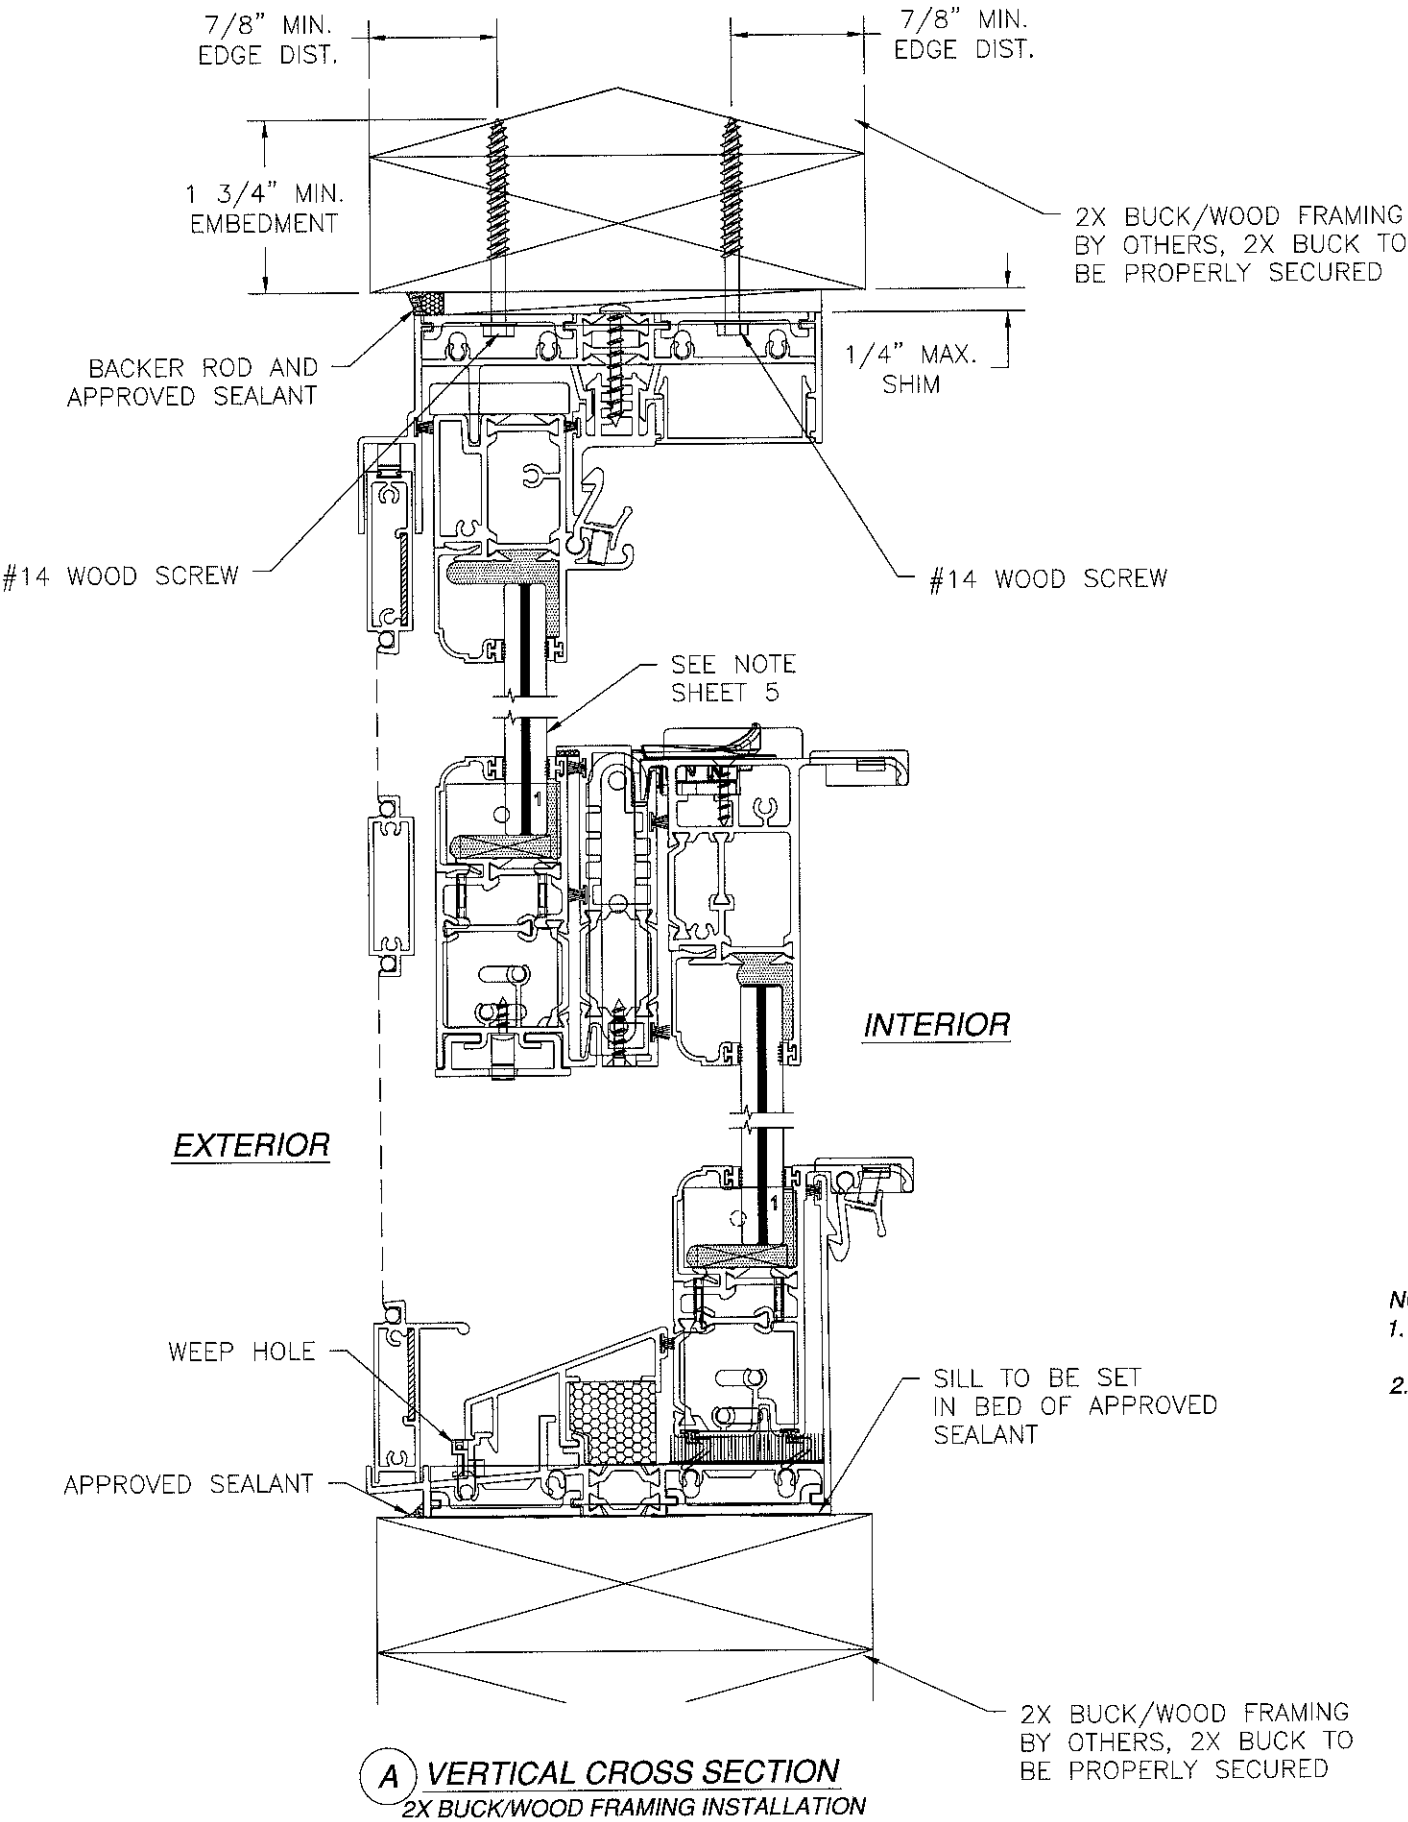 7/8" MIN.
EDGE DIST.
7/8" MIN.
EDGE DIST.
1 3/4" MIN.
EMBEDMENT
2X BUCK/WOOD FRAMING
BY OTHERS, 2X BUCK TO
BE PROPERLY SECURED
BACKER ROD AND
APPROVED SEALANT
1/4" MAX.
SHIM
#14 WOOD SCREW
#14 WOOD SCREW
SEE NOTE
SHEET 5
1
INTERIOR
EXTERIOR
1
N
1.
2.
WEEP HOLE
SILL TO BE SET
IN BED OF APPROVED
SEALANT
APPROVED SEALANT
2X BUCK/WOOD FRAMING
BY OTHERS, 2X BUCK TO
BE PROPERLY SECURED
A VERTICAL CROSS SECTION
2X BUCK/WOOD FRAMING INSTALLATION